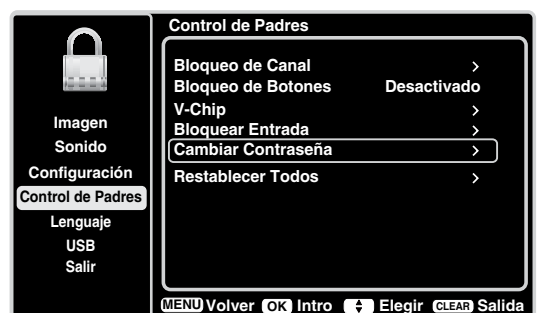 Control de Padres
Bloqueo de Canal >
Bloqueo de Botones Desactivado
V-Chip >
Bloquear Entrada >
Cambiar Contraseña >
Restablecer Todos >
Imagen
Sonido
Configuración
Control de Padres
Lenguaje
USB
Salir
MENU Volver OK Intro Elegir CLEAR Salida